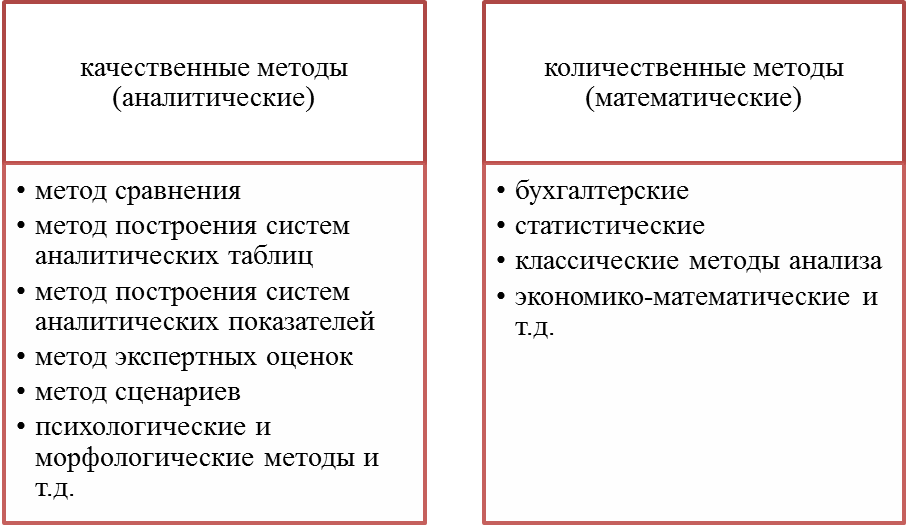 качественные методы
(аналитические)
• метод сравнения
• метод построения систем
аналитических таблиц
• метод построения систем
аналитических показателей
• метод экспертных оценок
• метод сценариев
• психологические и
морфологические методы и
т.д.
количественные методы
(математические)
• бухгалтерские
• статистические
• классические методы анализа
• экономико-математические и
т.д.